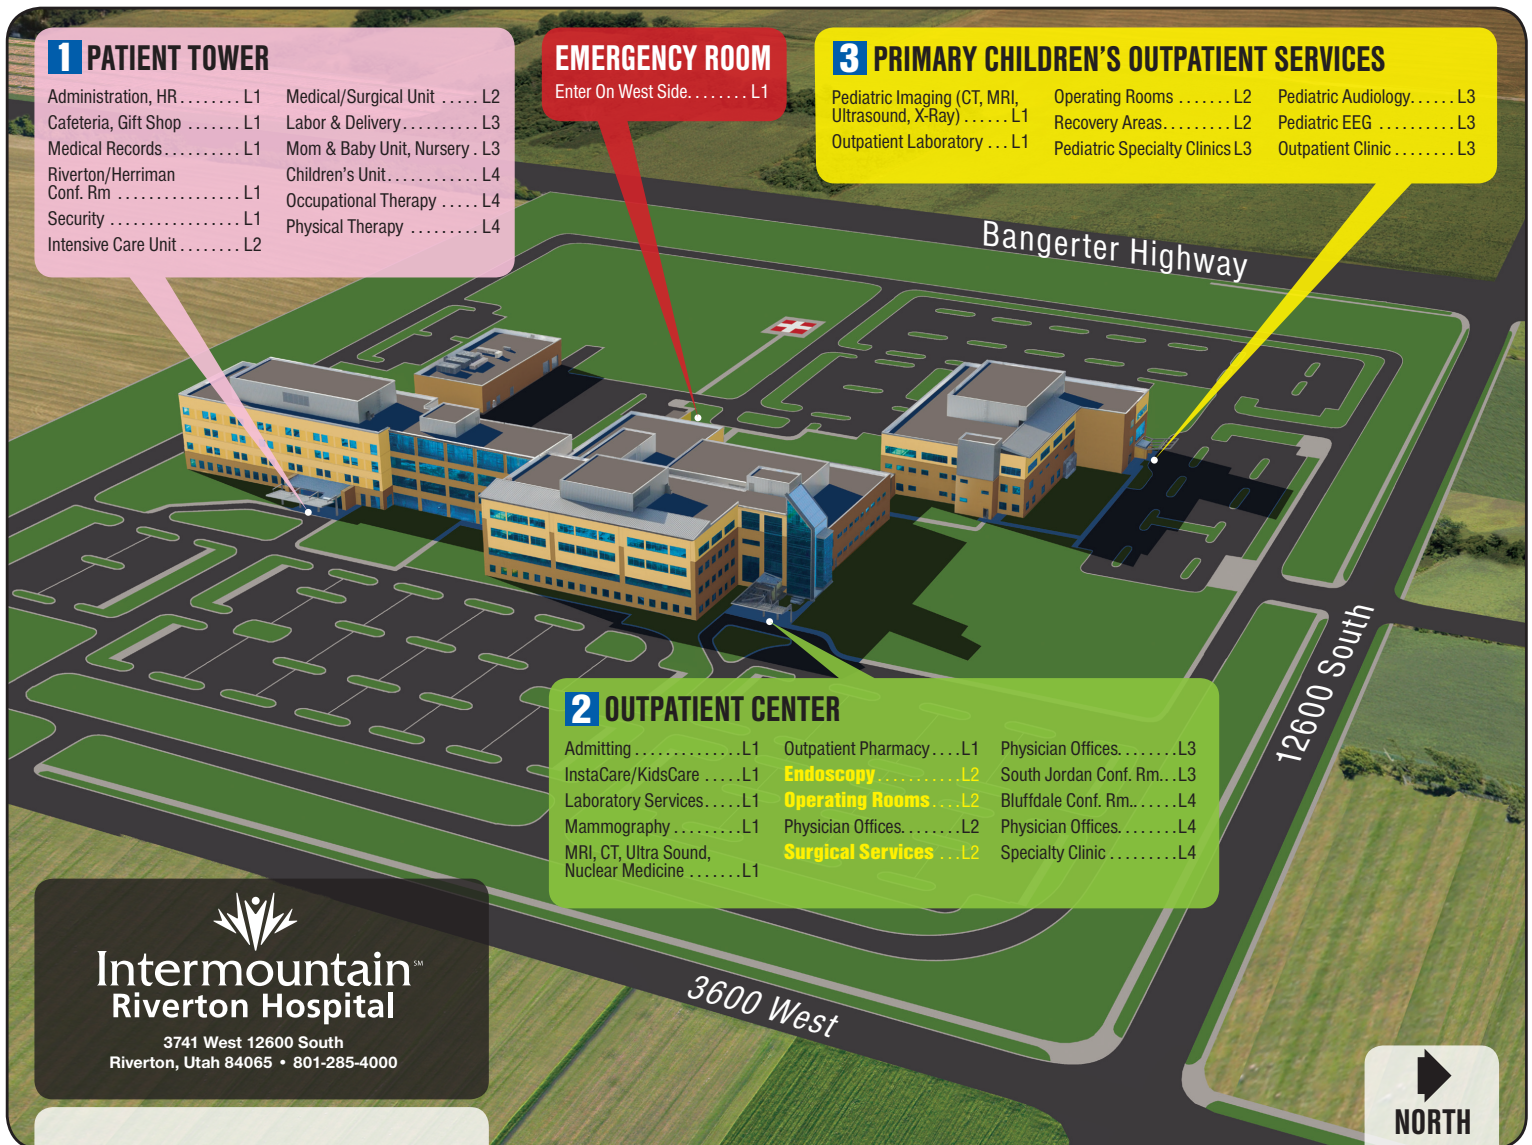 1 PATIENT TOWER
Administration, HR ........ L1
Cafeteria, Gift Shop ....... L1
Medical Records ......... L1
Riverton/Herriman
Conf. Rm ................ L1
Security ................. L1
Intensive Care Unit ........ L2
Medical/Surgical Unit ..... L2
Labor & Delivery .......... L3
Mom & Baby Unit, Nursery . L3
Children's Unit ............ L4
Occupational Therapy ..... L4
Physical Therapy ......... L4
EMERGENCY ROOM
Enter On West Side ........ L1
3 PRIMARY CHILDREN'S OUTPATIENT SERVICES
Pediatric Imaging (CT, MRI,
Ultrasound, X-Ray) ...... L1
Outpatient Laboratory ... L1
Operating Rooms ....... L2
Recovery Areas ......... L2
Pediatric Specialty Clinics L3
Pediatric Audiology ...... L3
Pediatric EEG .......... L3
Outpatient Clinic ........ L3
Bangerter Highway
12600 South
2 OUTPATIENT CENTER
Admitting .............. L1
InstaCare/KidsCare ..... L1
Laboratory Services ..... L1
Mammography ......... L1
MRI, CT, Ultra Sound,
Nuclear Medicine ....... L1
Outpatient Pharmacy .... L1
Endoscopy ........... L2
Operating Rooms .... L2
Physician Offices ........ L2
Surgical Services ... L2
Physician Offices ........ L3
South Jordan Conf. Rm... L3
Bluffdale Conf. Rm....... L4
Physician Offices ........ L4
Specialty Clinic ......... L4
3600 West
Intermountain℠
Riverton Hospital
3741 West 12600 South
Riverton, Utah 84065 • 801-285-4000
NORTH